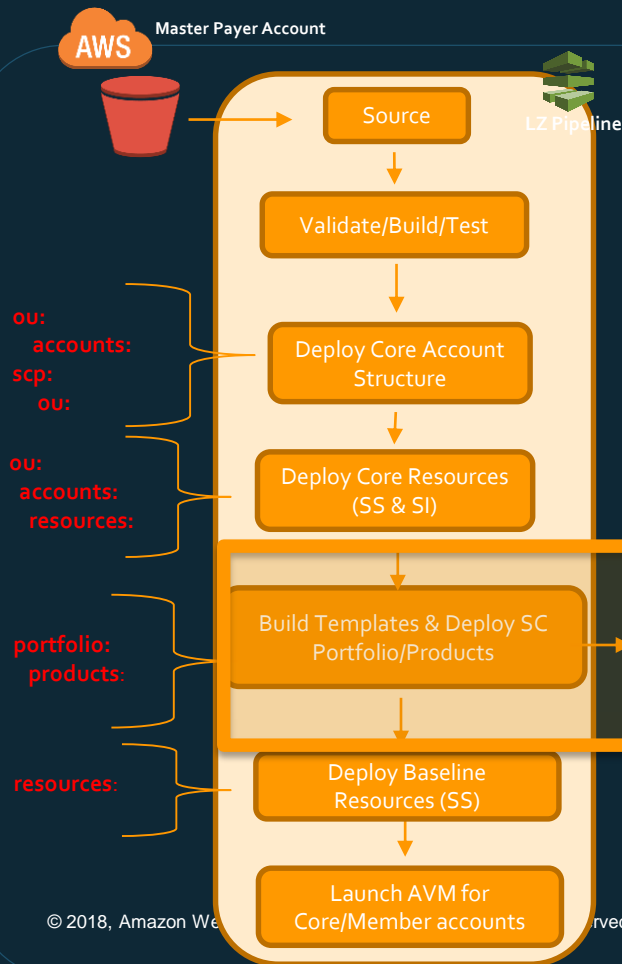 AWS
Master Payer Account
LZ Pipeline
Source
Validate/Build/Test
ou:
accounts:
scp:
ou:
Deploy Core Account
Structure
ou:
accounts:
resources:
Deploy Core Resources
(SS & SI)
portfolio:
products:
Build Templates & Deploy SC
Portfolio/Products
resources:
Deploy Baseline
Resources (SS)
Launch AVM for
Core/Member accounts
© 2018, Amazon We